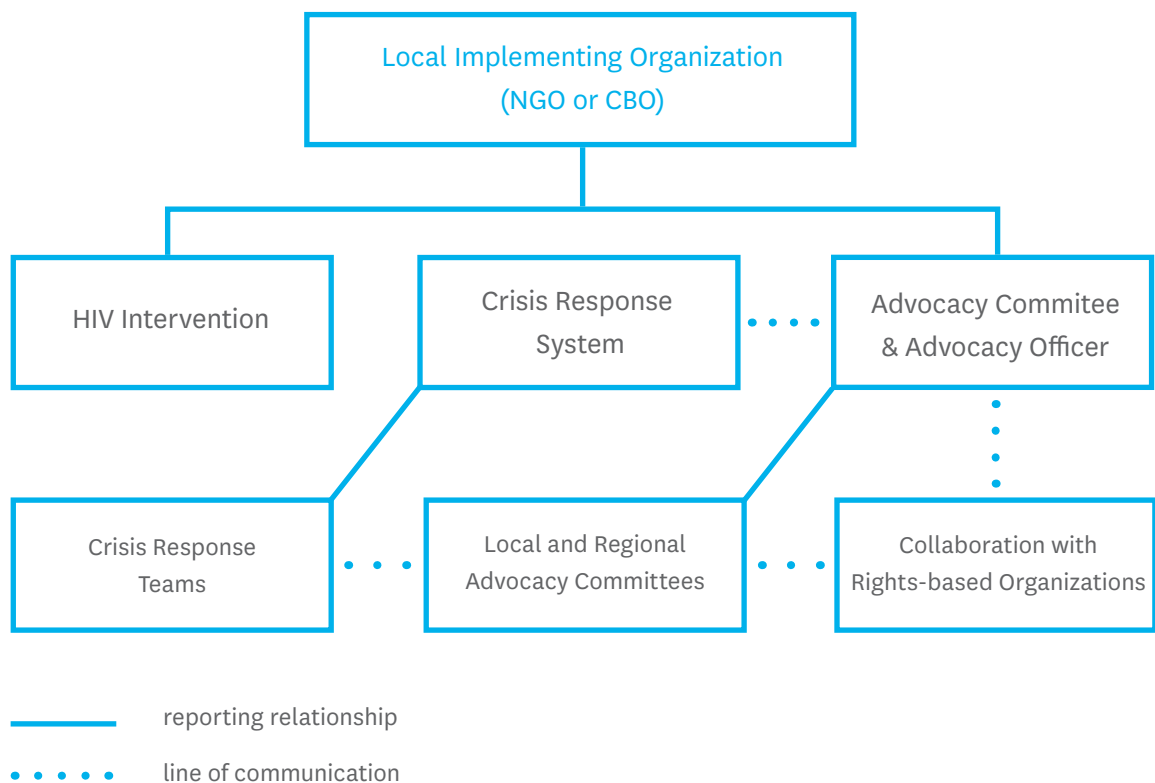 Local Implementing Organization
(NGO or CBO)
HIV Intervention
Crisis Response
System
Advocacy Commitee
& Advocacy Officer
Crisis Response
Teams
Local and Regional
Advocacy Committees
Collaboration with
Rights-based Organizations
reporting relationship
line of communication